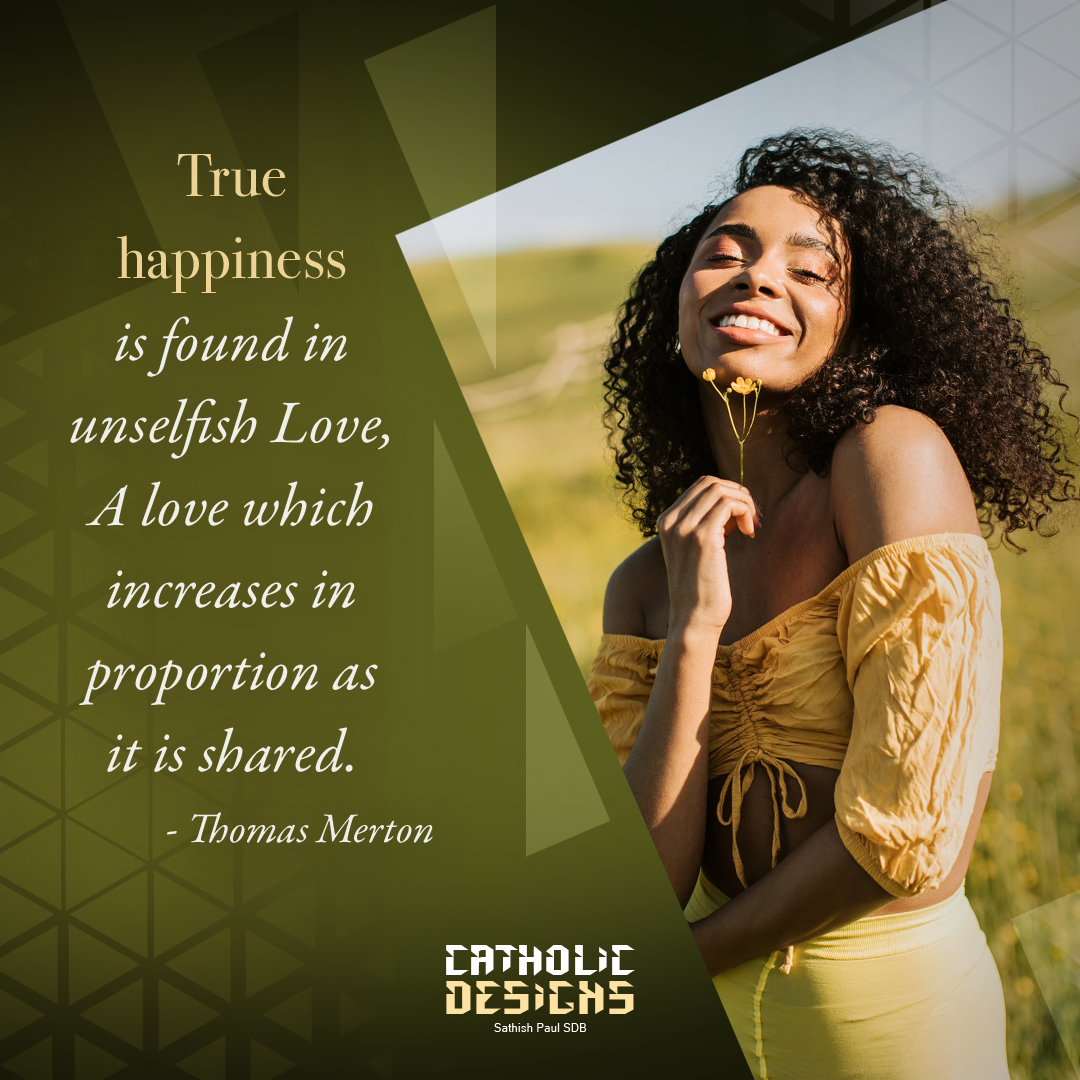 True
happiness
is found in
unselfish Love,
A love which
increases in
proportion as
it is shared.
- Thomas Merton
CATHOLIC
DESIGNS
Sathish Paul SDB